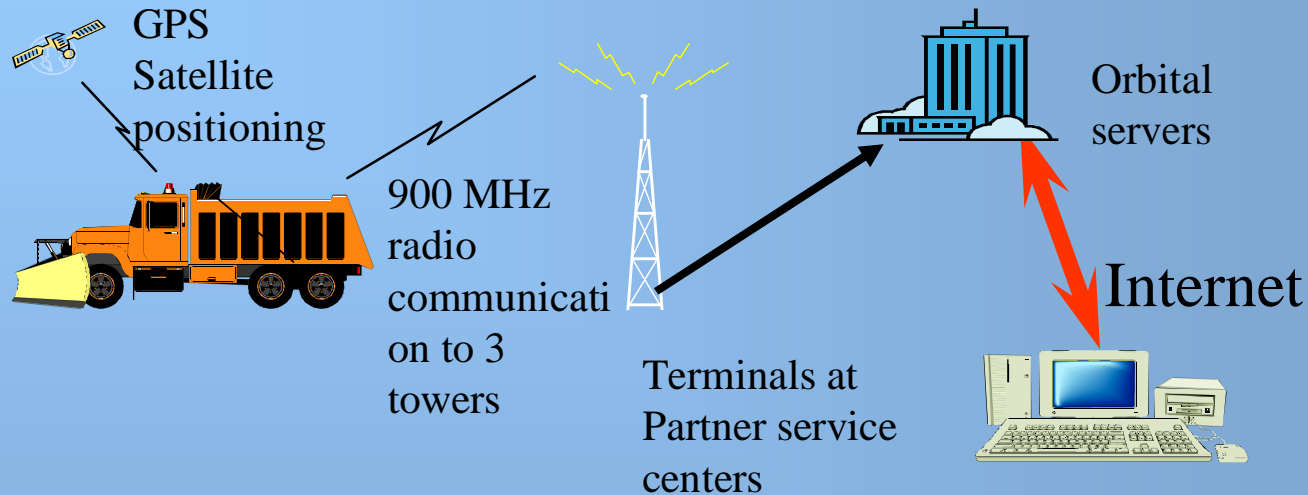 GPS
Satellite
positioning
900 MHz
radio
communicati
on to 3
towers
Orbital
servers
Internet
Terminals at
Partner service
centers